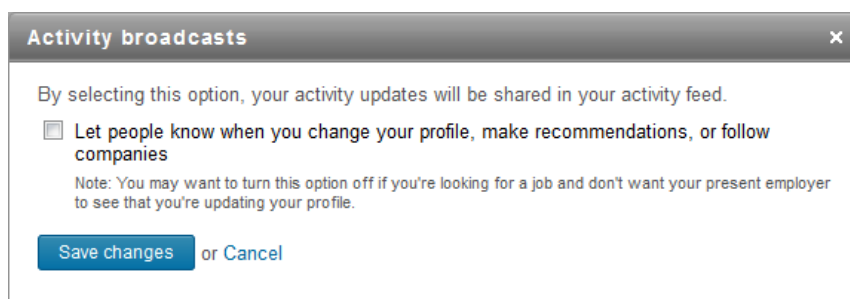 Activity broadcasts
By selecting this option, your activity updates will be shared in your activity feed.
Let people know when you change your profile, make recommendations, or follow
companies
Note: You may want to turn this option off if you're looking for a job and don't want your present employer
to see that you're updating your profile.
Save changes or Cancel